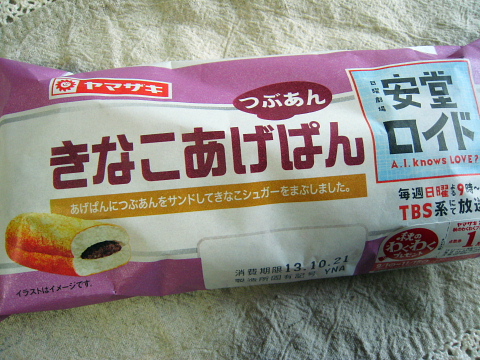 ヤマザキ
つぶあん
きなこあげぱん
あげぱんにつぶあんをサンドしてきなこシュガーをまぶしました。
イラストはイメージです。
消費期限 13.10.21
製造所固有記号 YNA
日曜劇場
安堂
ロイド
A.I. knows LOVE?
毎週日曜よる9時~
TBS系にて放送
わくわく